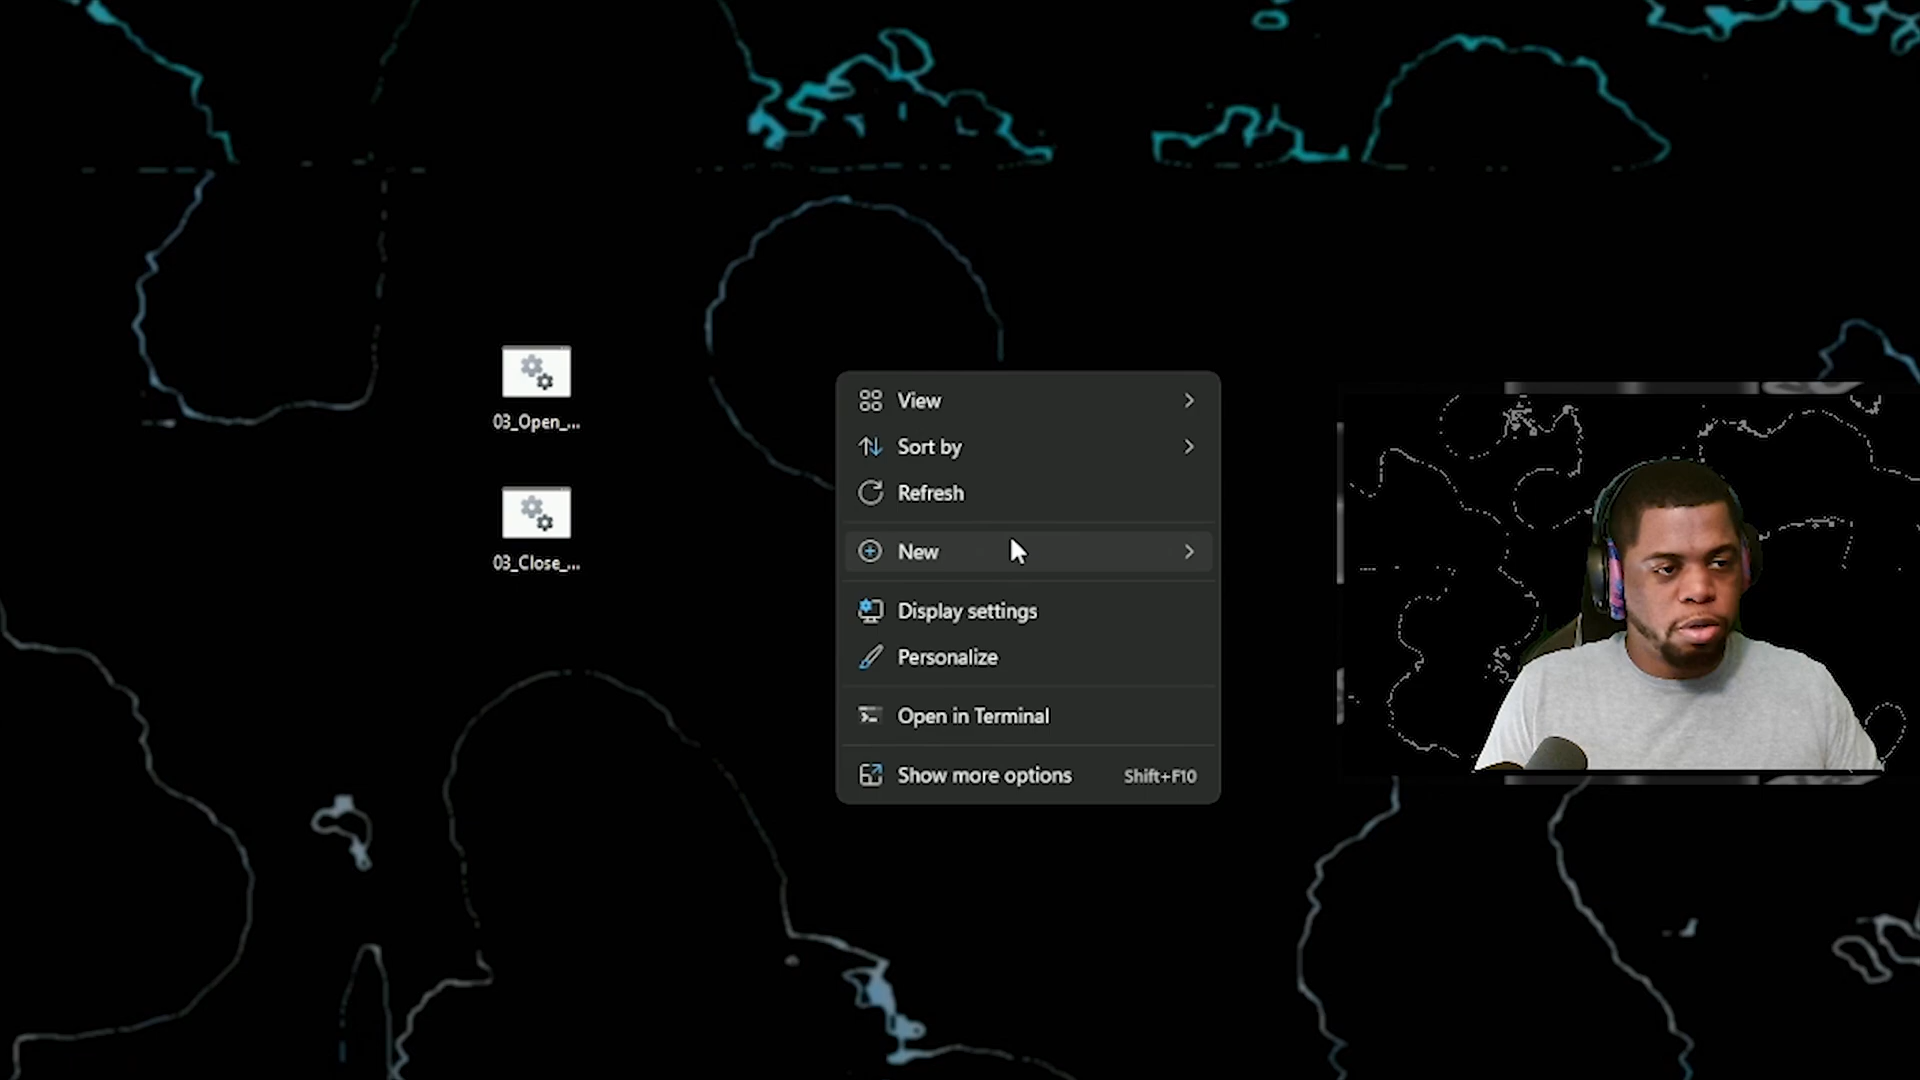 03_Open_...
03_Close_...
View
Sort by
Refresh
New
Display settings
Personalize
Open in Terminal
Show more options Shift+F10